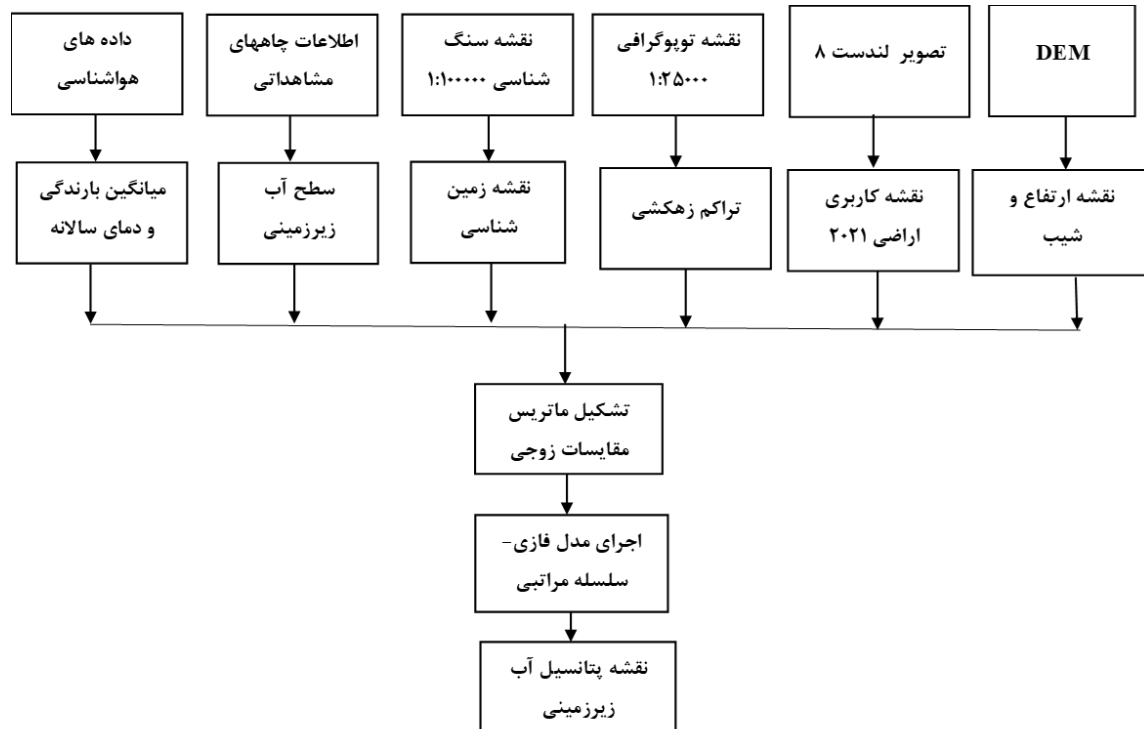 DEM
تصویر لندست ۸
نقشه توپوگرافی
۱:۲۵۰۰۰
نقشه سنگ
شناسی ۱:۱۰۰۰۰۰
اطلاعات چاههای
مشاهداتی
داده های
هواشناسی
نقشه ارتفاع و
شیب
نقشه کاربری
اراضی ۲۰۲۱
تراکم زهکشی
نقشه زمین
شناسی
سطح آب
زیرزمینی
میانگین بارندگی
و دمای سالانه
تشکیل ماتریس
مقایسات زوجی
اجرای مدل فازی-
سلسله مراتبی
نقشه پتانسیل آب
زیرزمینی